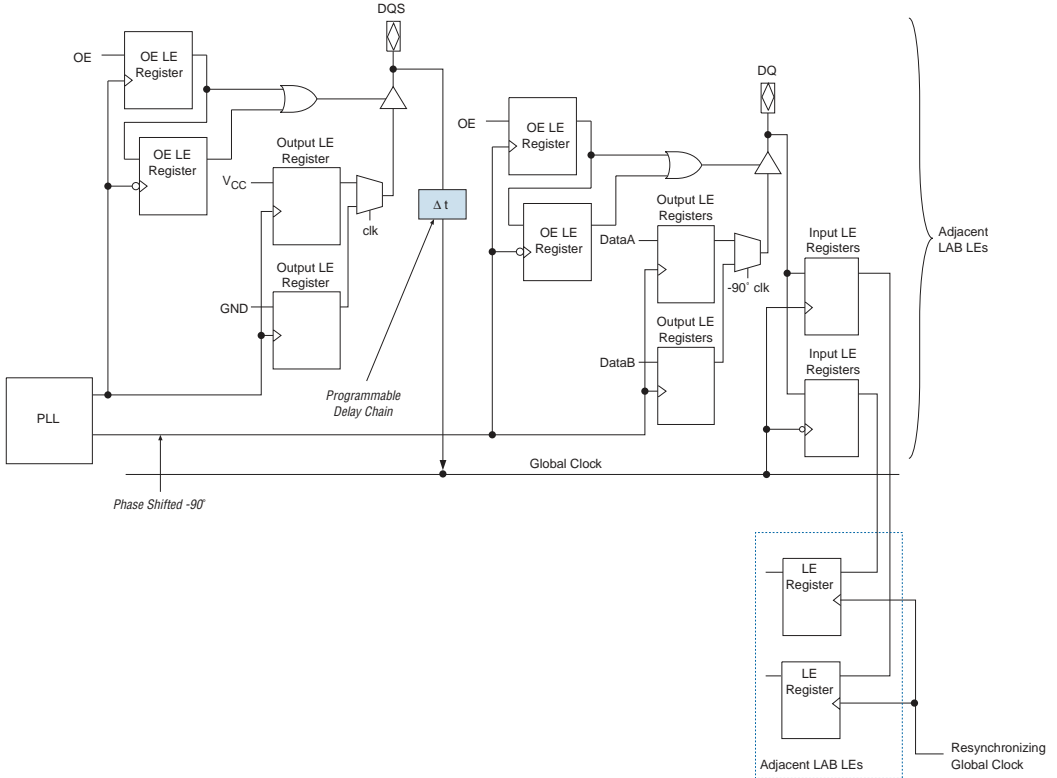 DQS
OE
OE LE
Register
OE LE
Register
Output LE
Register
VCC
clk
Output LE
Register
GND
Δ t
Programmable
Delay Chain
PLL
Phase Shifted -90°
Global Clock
DQ
OE
OE LE
Register
OE LE
Register
Output LE
Registers
DataA
-90° clk
Output LE
Registers
DataB
Input LE
Registers
Input LE
Registers
Adjacent
LAB LEs
LE
Register
LE
Register
Adjacent LAB LEs
Resynchronizing
Global Clock